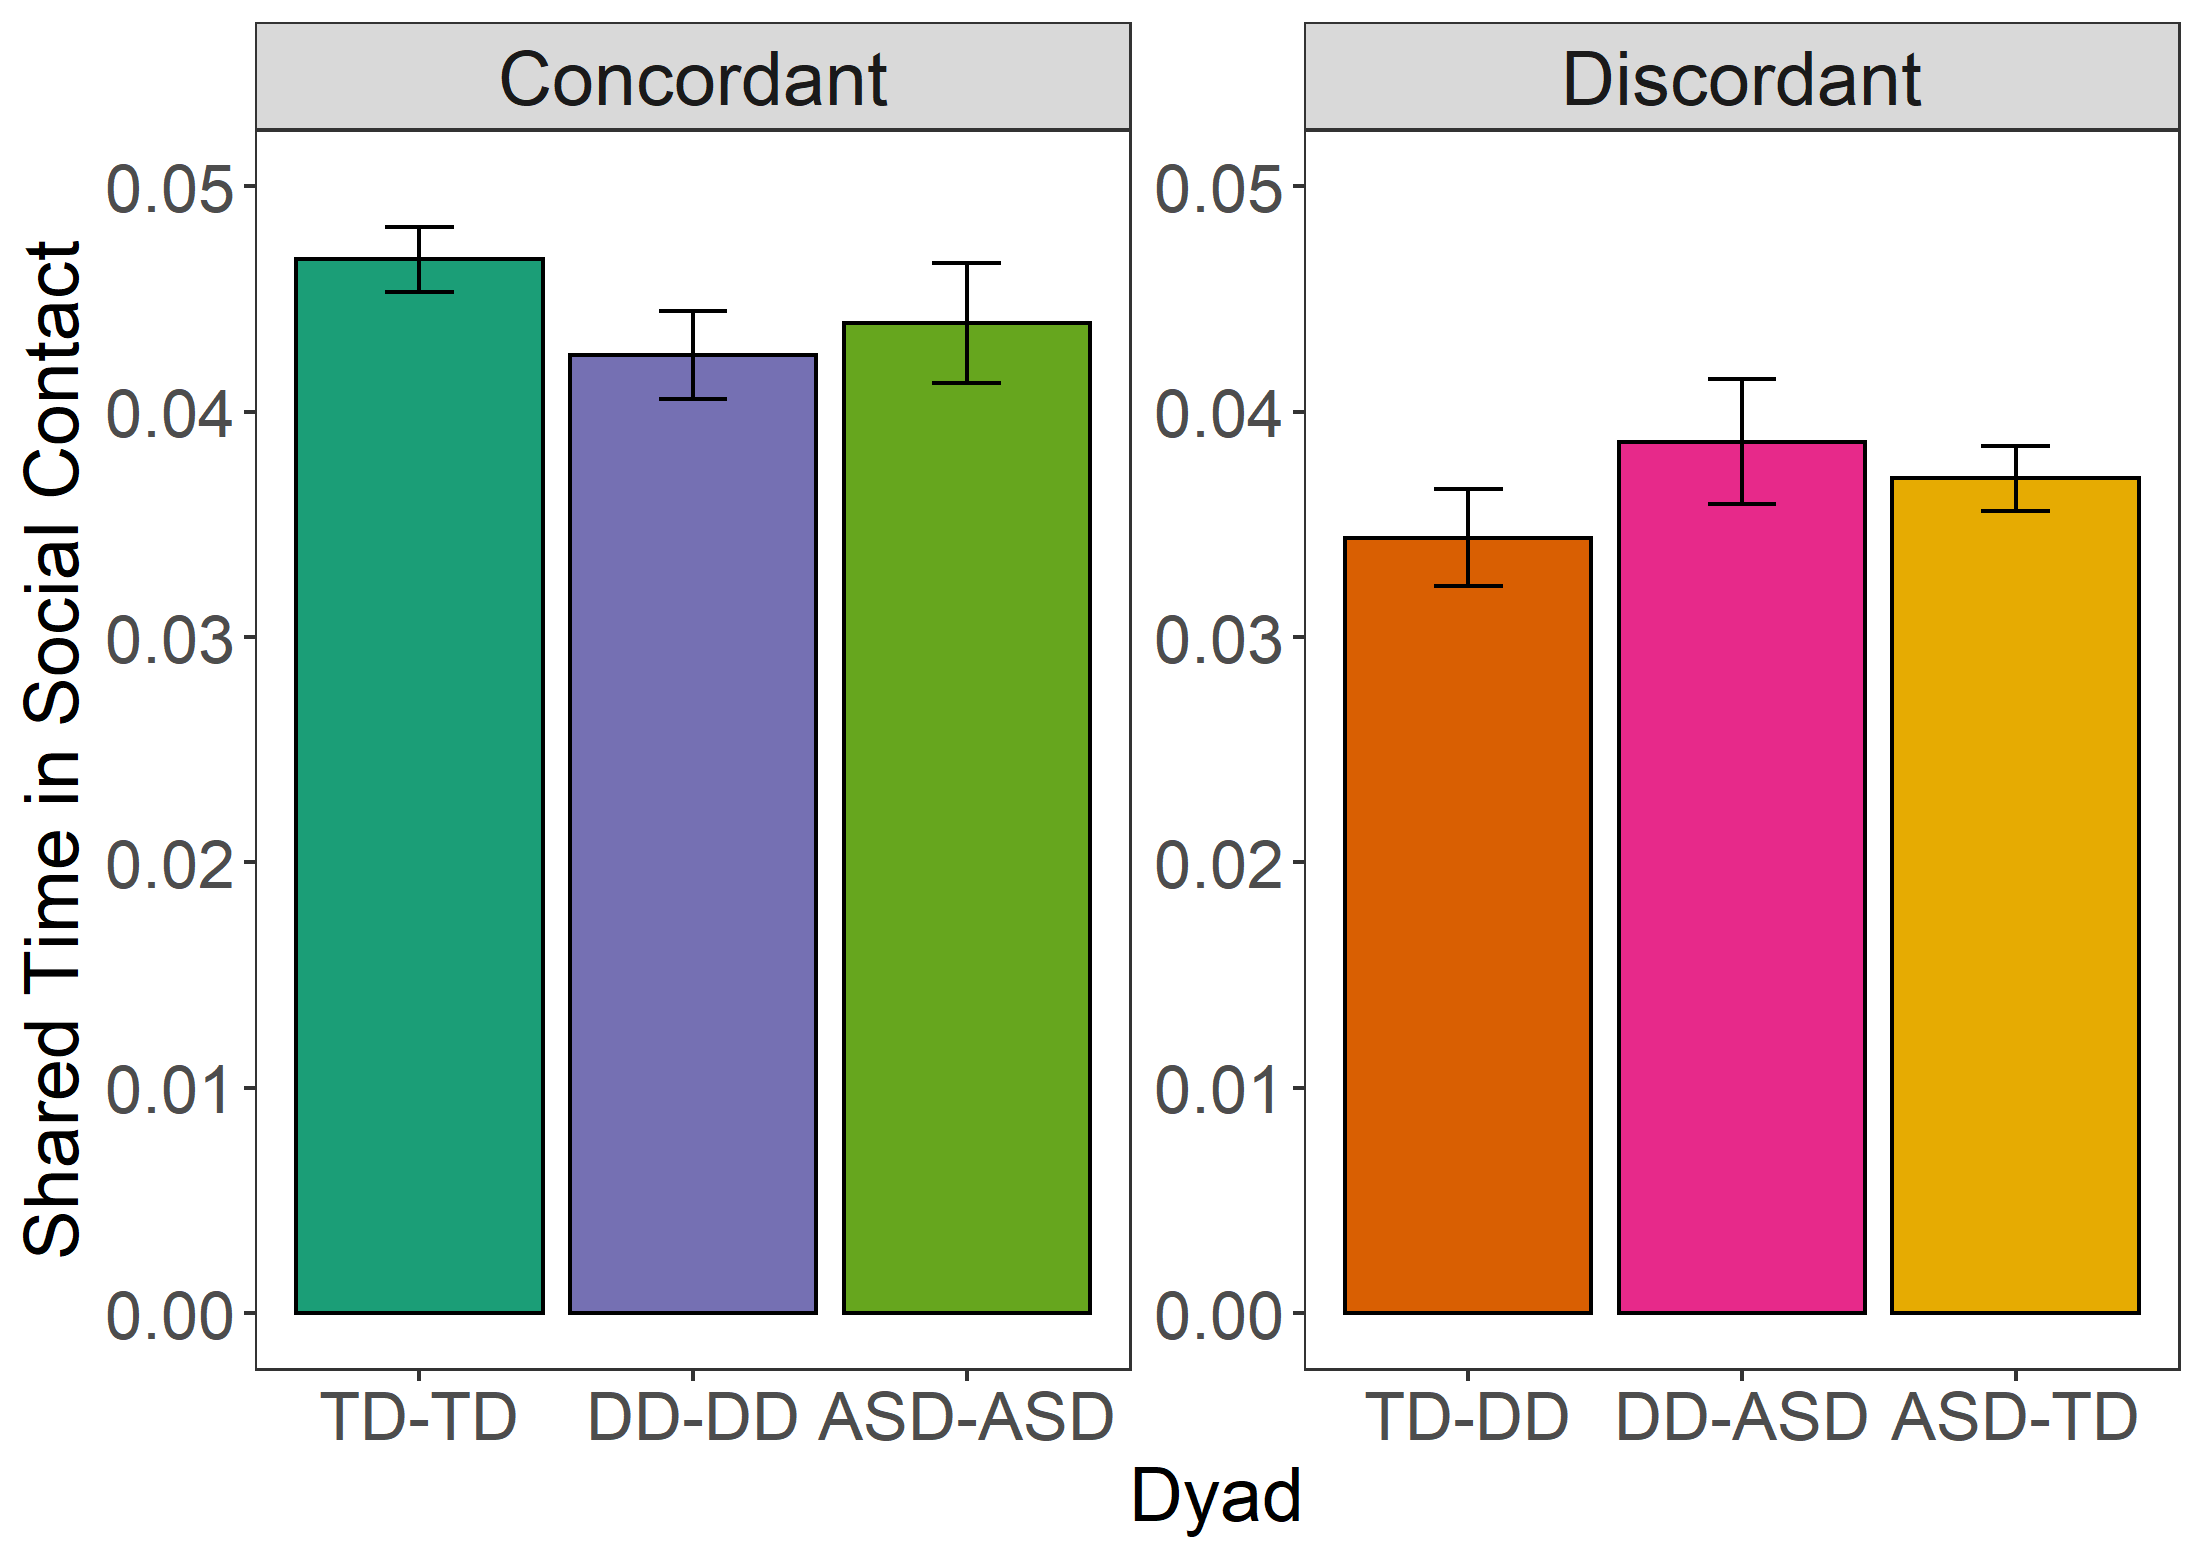 Concordant
Discordant
Shared Time in Social Contact
0.05
0.04
0.03
0.02
0.01
0.00
0.05
0.04
0.03
0.02
0.01
0.00
TD-TD DD-DD ASD-ASD
TD-DD DD-ASD ASD-TD
Dyad